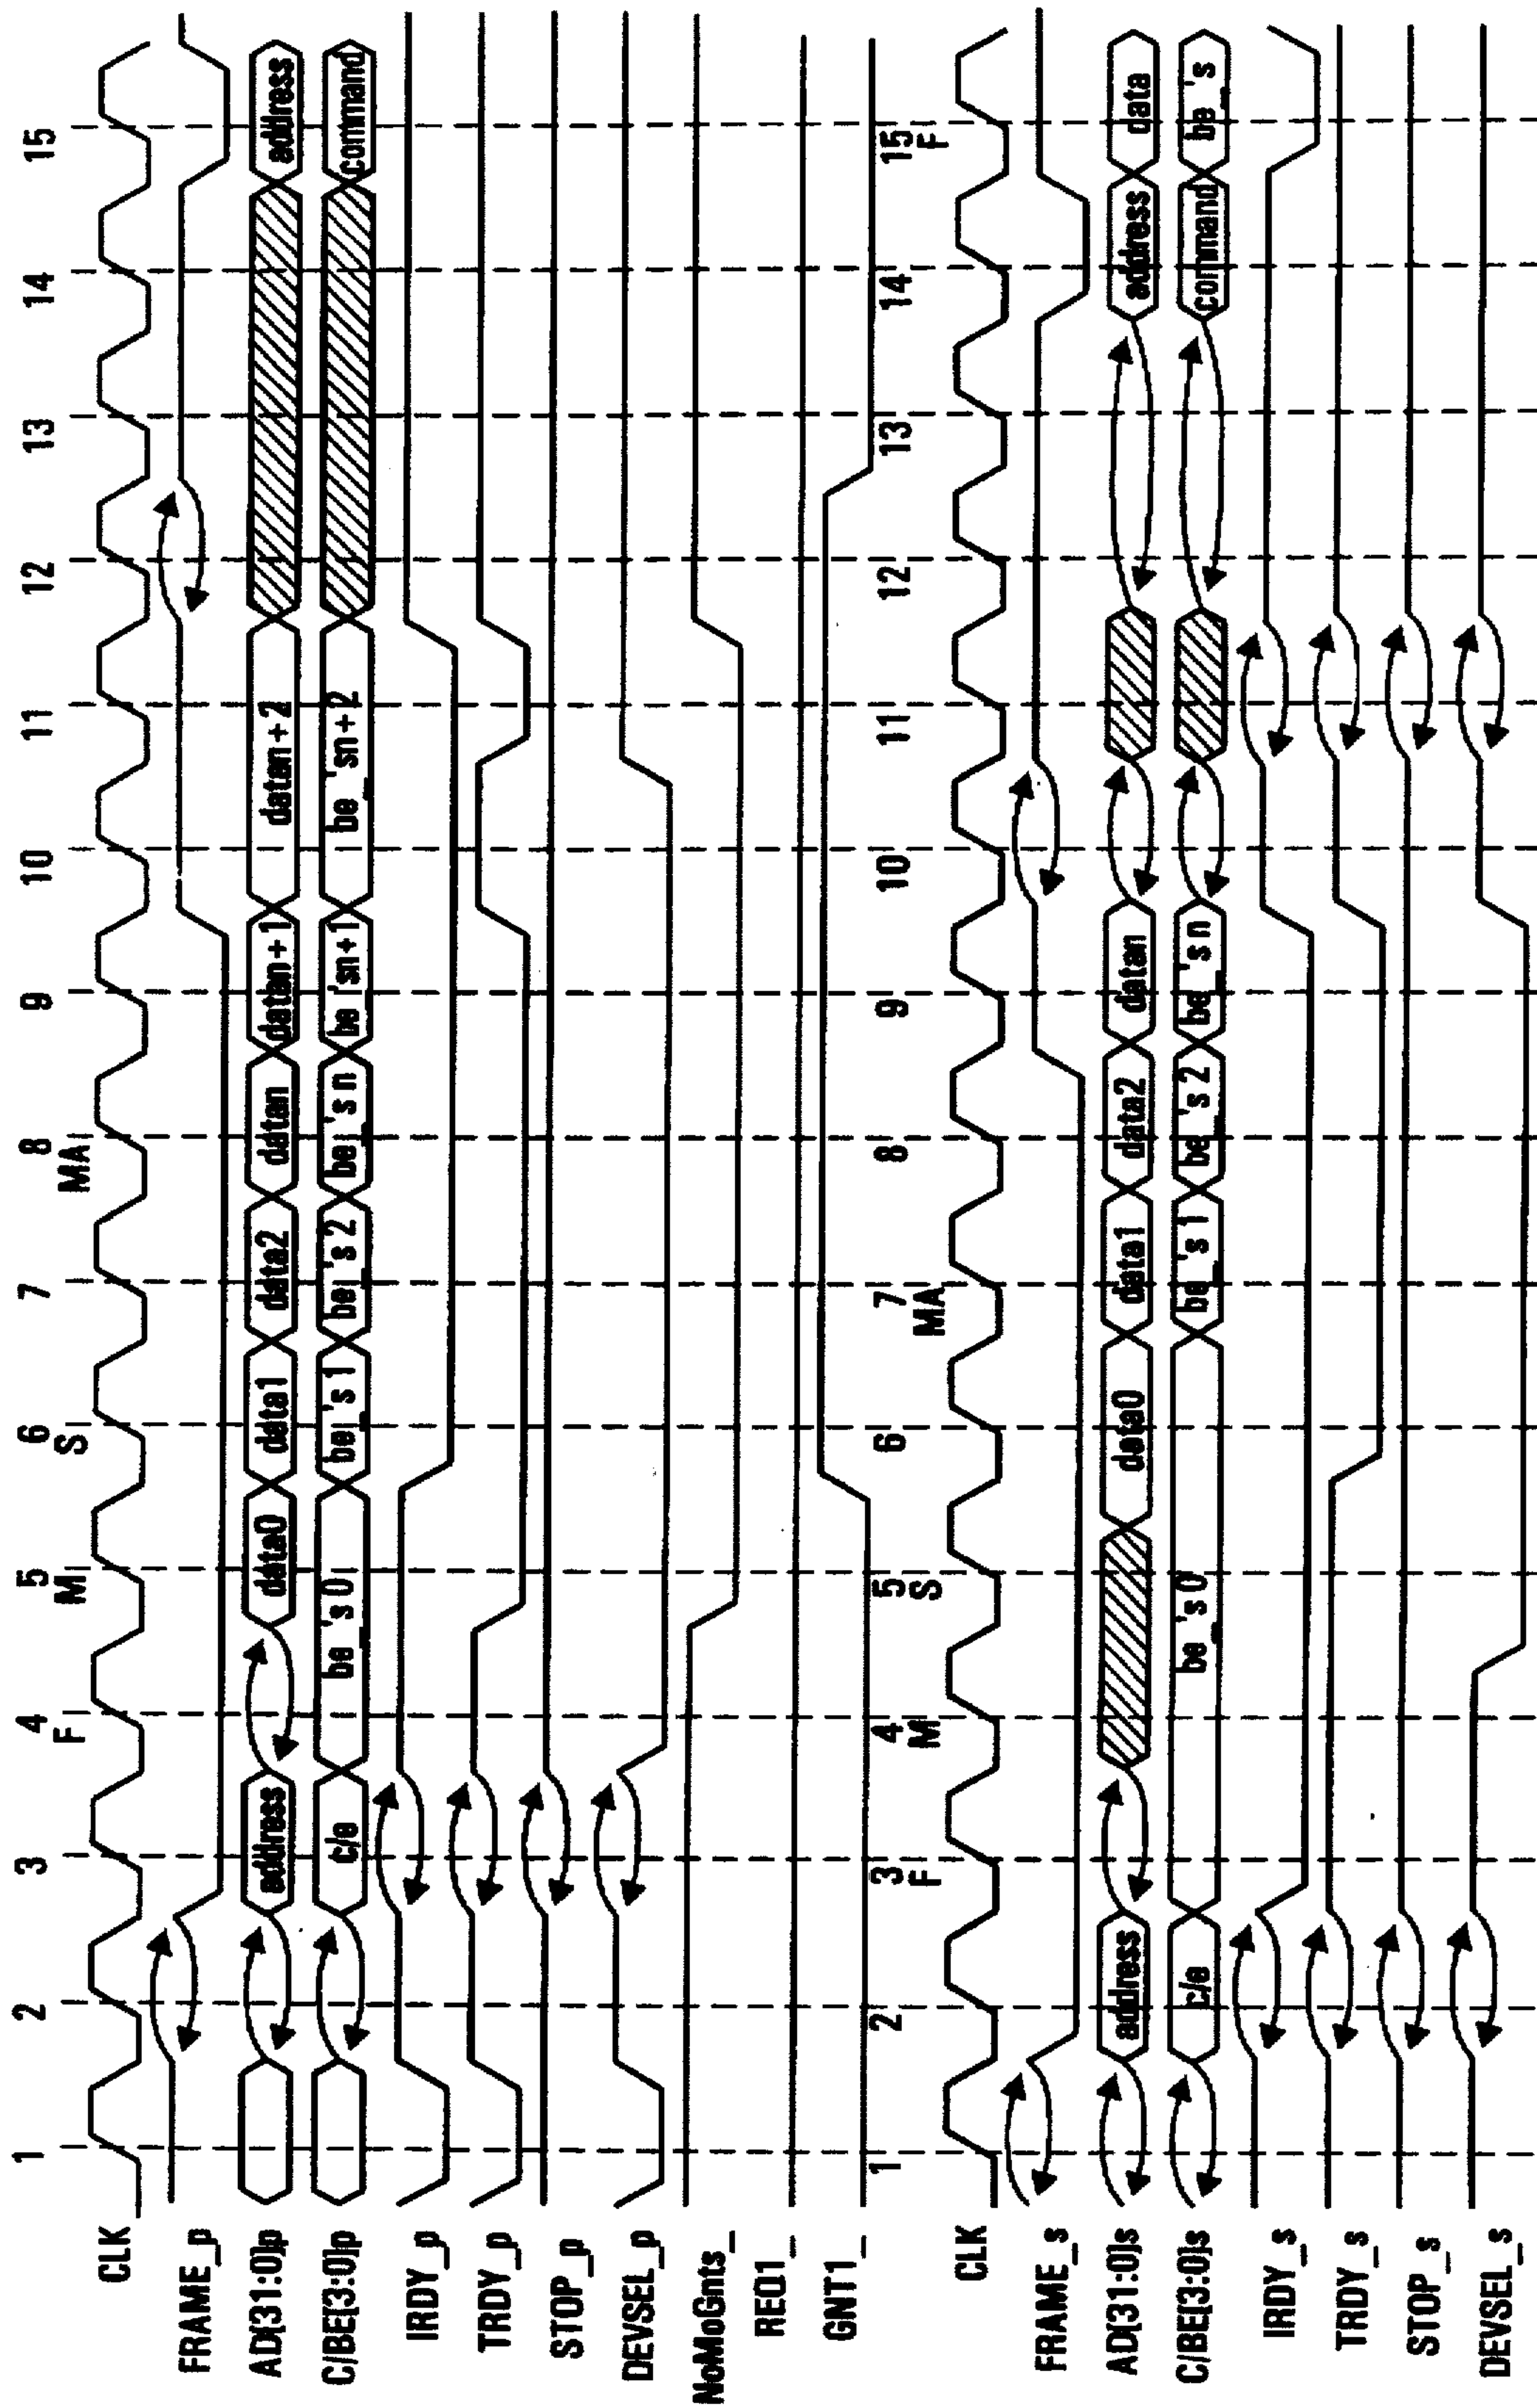 1 2 3 4 5 6 7 8 9 10 11 12 13 14 15
F M S MA
CLK
FRAME_p
AD[31:0]p address data0 data1 data2 datan datan+1 datan+2 address
C/BE[3:0]p c/e be_'s 0 be_'s 1 be_'s 2 be_'s n be_'sn+1 be_'sn+2 command
IRDY_p
TRDY_p
STOP_p
DEVSEL_p
NoMoGnts_
REQ1_
GNT1_
1 2 3 4 5 6 7 8 9 10 11 12 13 14 15
F M S MA F
CLK
FRAME_s
AD[31:0]s address data0 data1 data2 datan address data
C/BE[3:0]s c/e be_'s 0 be_'s 1 be_'s 2 be_'s n command be_'s
IRDY_s
TRDY_s
STOP_s
DEVSEL_s